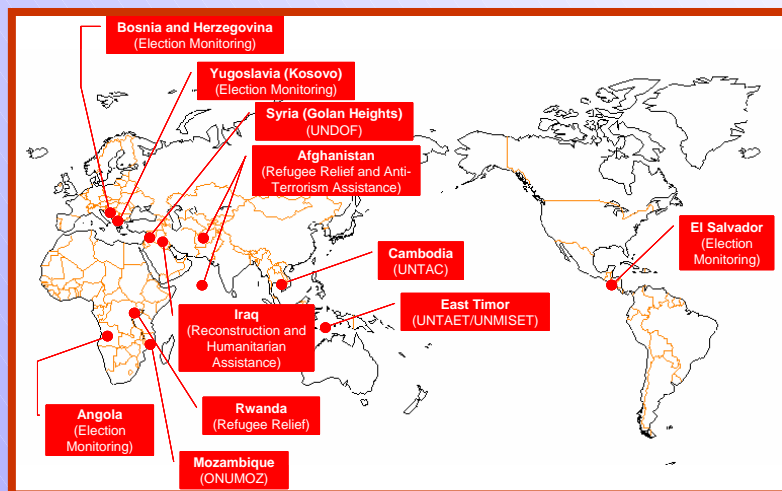 Bosnia and Herzegovina
(Election Monitoring)
Yugoslavia (Kosovo)
(Election Monitoring)
Syria (Golan Heights)
(UNDOF)
Afghanistan
(Refugee Relief and Anti-
Terrorism Assistance)
El Salvador
(Election
Monitoring)
Cambodia
(UNTAC)
East Timor
(UNTAET/UNMISET)
Iraq
(Reconstruction and
Humanitarian
Assistance)
Rwanda
(Refugee Relief)
Angola
(Election
Monitoring)
Mozambique
(ONUMOZ)